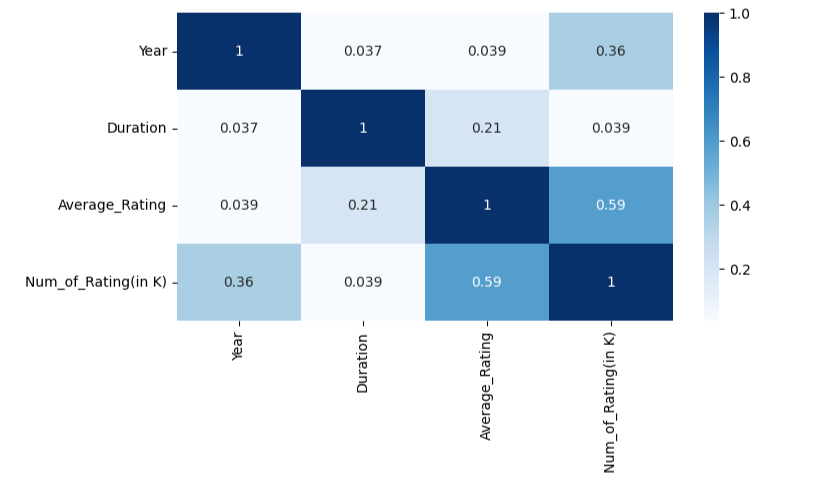 Year 1 0.037 0.039 0.36
Duration 0.037 1 0.21 0.039
Average_Rating 0.039 0.21 1 0.59
Num_of_Rating(in K) 0.36 0.039 0.59 1
Year
Duration
Average_Rating
Num_of_Rating(in K)
1.0
0.8
0.6
0.4
0.2